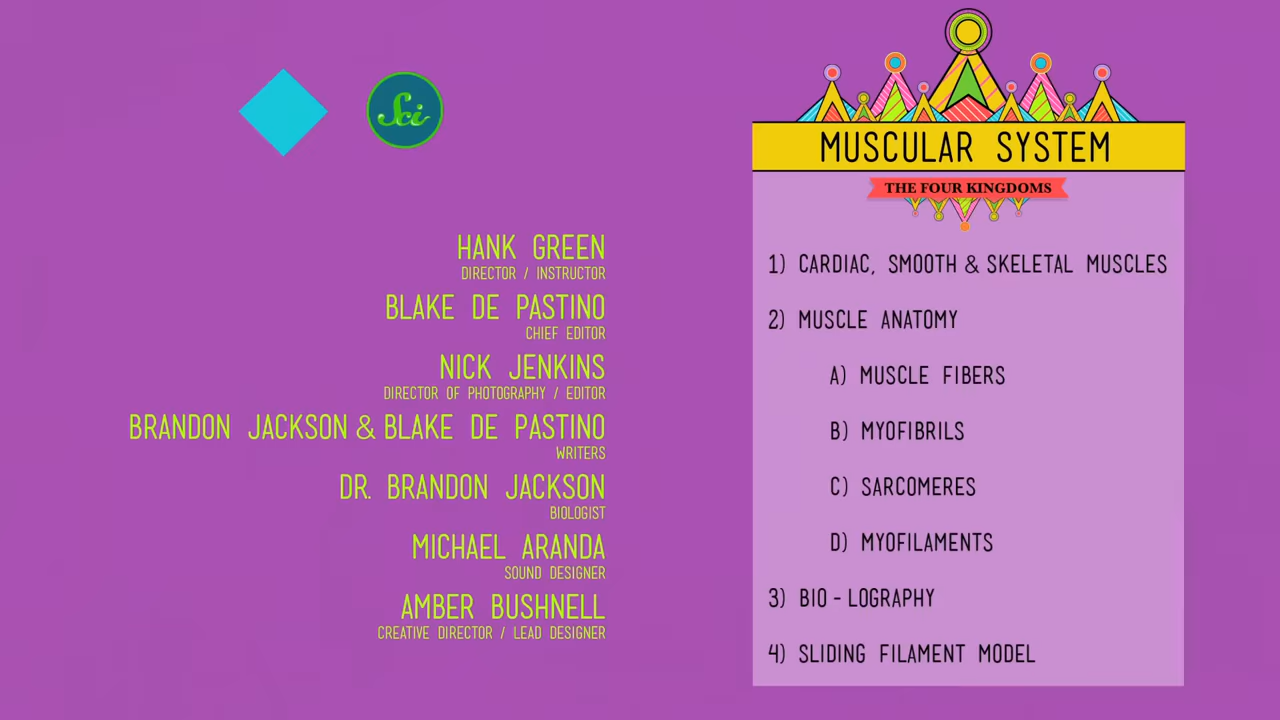 Sci
HANK GREEN
DIRECTOR / INSTRUCTOR
BLAKE DE PASTINO
CHIEF EDITOR
NICK JENKINS
DIRECTOR OF PHOTOGRAPHY / EDITOR
BRANDON JACKSON & BLAKE DE PASTINO
WRITERS
DR. BRANDON JACKSON
BIOLOGIST
MICHAEL ARANDA
SOUND DESIGNER
AMBER BUSHNELL
CREATIVE DIRECTOR / LEAD DESIGNER
MUSCULAR SYSTEM
THE FOUR KINGDOMS
1) CARDIAC, SMOOTH & SKELETAL MUSCLES
2) MUSCLE ANATOMY
A) MUSCLE FIBERS
B) MYOFIBRILS
C) SARCOMERES
D) MYOFILAMENTS
3) BIO - LOGRAPHY
4) SLIDING FILAMENT MODEL